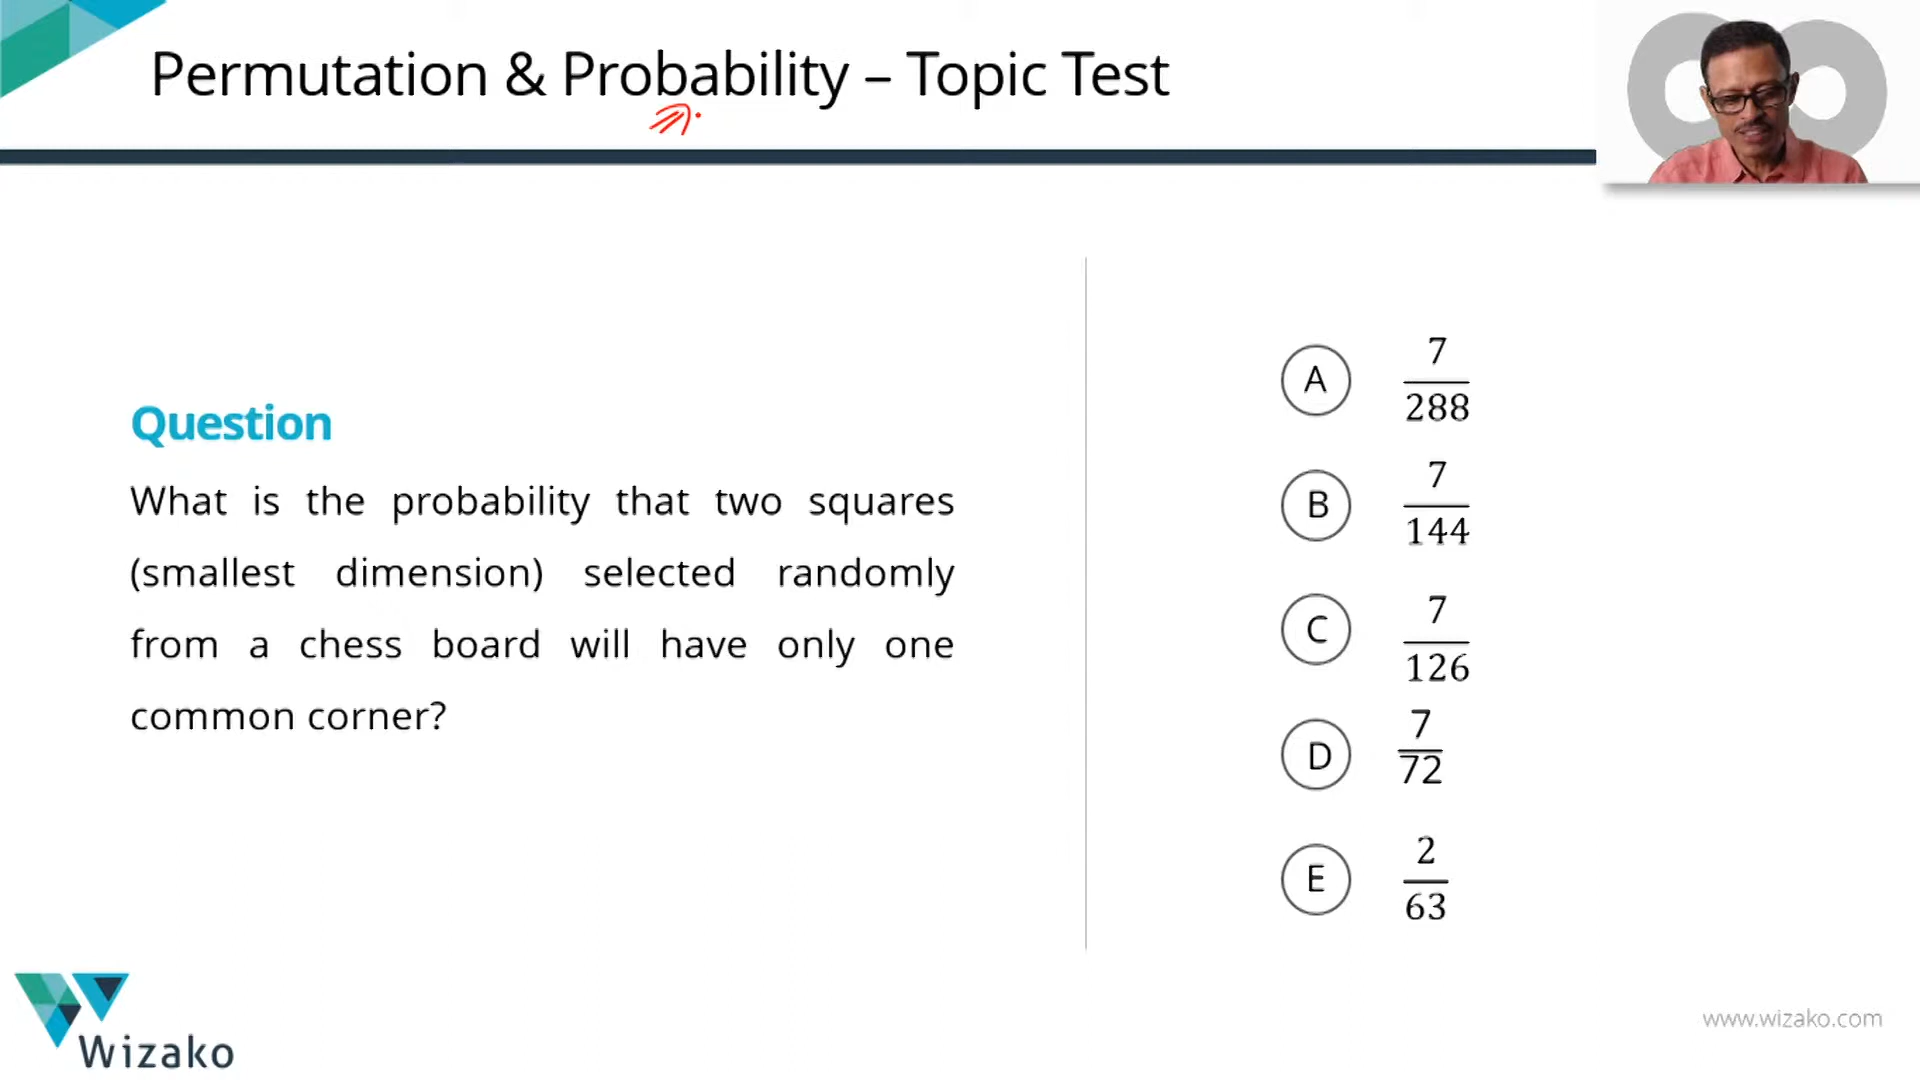 Permutation & Probability – Topic Test
Question
What is the probability that two squares
(smallest dimension) selected randomly
from a chess board will have only one
common corner?
A 7/288
B 7/144
C 7/126
D 7/72
E 2/63
Wizako
www.wizako.com